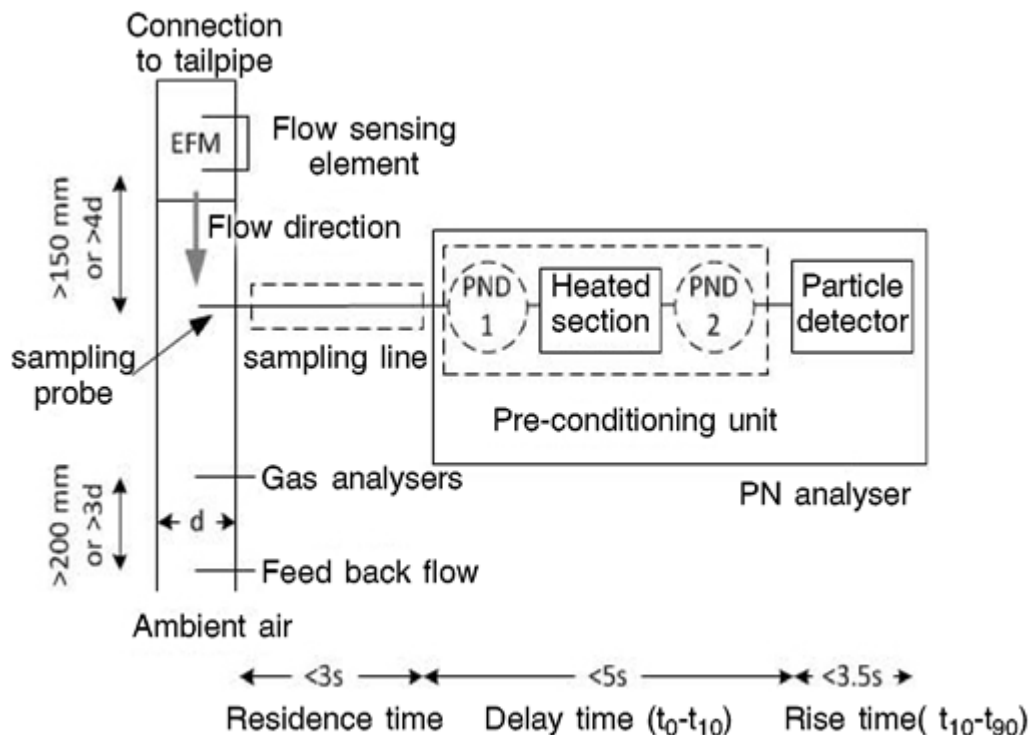 Connection
to tailpipe
EFM
Flow sensing
element
>150 mm
or >4d
Flow direction
PND
1
Heated
section
PND
2
Particle
detector
sampling
probe
sampling line
Pre-conditioning unit
PN analyser
>200 mm
or >3d
Gas analysers
d
Feed back flow
Ambient air
<3s
<5s
<3.5s
Residence time
Delay time (t0-t10)
Rise time( t10-t90)